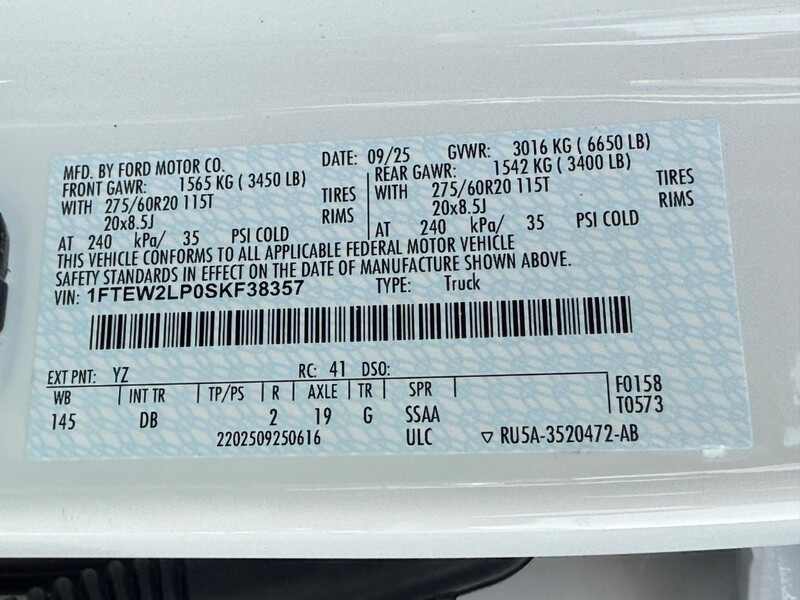 MFD. BY FORD MOTOR CO. DATE: 09/25 GVWR: 3016 KG ( 6650 LB)
FRONT GAWR: 1565 KG ( 3450 LB) REAR GAWR: 1542 KG ( 3400 LB)
WITH 275/60R20 115T TIRES WITH 275/60R20 115T TIRES
20x8.5J RIMS 20x8.5J RIMS
AT 240 kPa/ 35 PSI COLD AT 240 kPa/ 35 PSI COLD
THIS VEHICLE CONFORMS TO ALL APPLICABLE FEDERAL MOTOR VEHICLE
SAFETY STANDARDS IN EFFECT ON THE DATE OF MANUFACTURE SHOWN ABOVE.
VIN: 1FTEW2LP0SKF38357 TYPE: Truck
EXT PNT: YZ RC: 41 DSO:
WB INT TR TP/PS R AXLE TR SPR F0158
145 DB 2 19 G SSAA T0573
2202509250616 ULC ▽ RU5A-3520472-AB